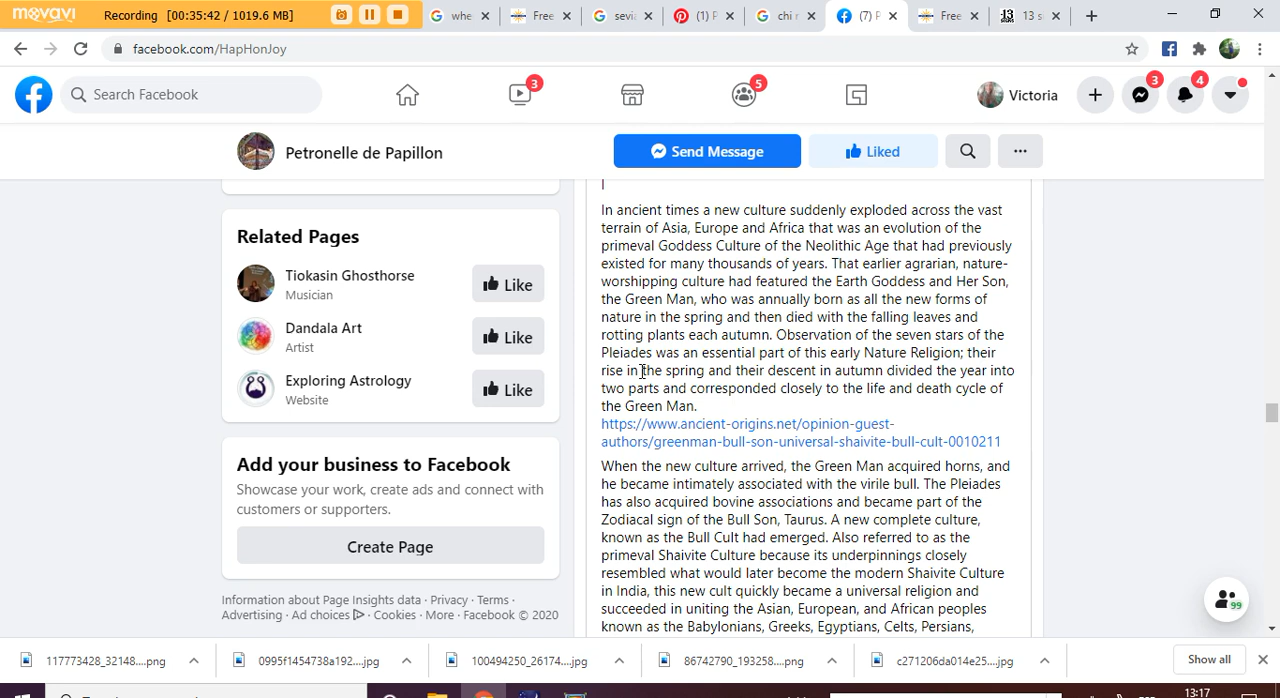 movavi
Recording [00:35:42 / 1019.6 MB]
whe
Free
sevia
(1) P
chi r
(7) P
Free
13 s
facebook.com/HapHonJoy
Search Facebook
3
5
Victoria
3
4
Petronelle de Papillon
Send Message
Liked
Related Pages
Tiokasin Ghosthorse
Musician
Like
Dandala Art
Artist
Like
Exploring Astrology
Website
Like
Add your business to Facebook
Showcase your work, create ads and connect with
customers or supporters.
Create Page
Information about Page Insights data · Privacy · Terms ·
Advertising · Ad choices · Cookies · More · Facebook © 2020
In ancient times a new culture suddenly exploded across the vast
terrain of Asia, Europe and Africa that was an evolution of the
primeval Goddess Culture of the Neolithic Age that had previously
existed for many thousands of years. That earlier agrarian, nature-
worshipping culture had featured the Earth Goddess and Her Son,
the Green Man, who was annually born as all the new forms of
nature in the spring and then died with the falling leaves and
rotting plants each autumn. Observation of the seven stars of the
Pleiades was an essential part of this early Nature Religion; their
rise in the spring and their descent in autumn divided the year into
two parts and corresponded closely to the life and death cycle of
the Green Man.
https://www.ancient-origins.net/opinion-guest-
authors/greenman-bull-son-universal-shaivite-bull-cult-0010211
When the new culture arrived, the Green Man acquired horns, and
he became intimately associated with the virile bull. The Pleiades
has also acquired bovine associations and became part of the
Zodiacal sign of the Bull Son, Taurus. A new complete culture,
known as the Bull Cult had emerged. Also referred to as the
primeval Shaivite Culture because its underpinnings closely
resembled what would later become the modern Shaivite Culture
in India, this new cult quickly became a universal religion and
succeeded in uniting the Asian, European, and African peoples
known as the Babylonians, Greeks, Egyptians, Celts, Persians,
99
117773428_32148....png
0995f1454738a192....jpg
100494250_26174....jpg
86742790_193258....png
c271206da014e25....jpg
Show all
13:17